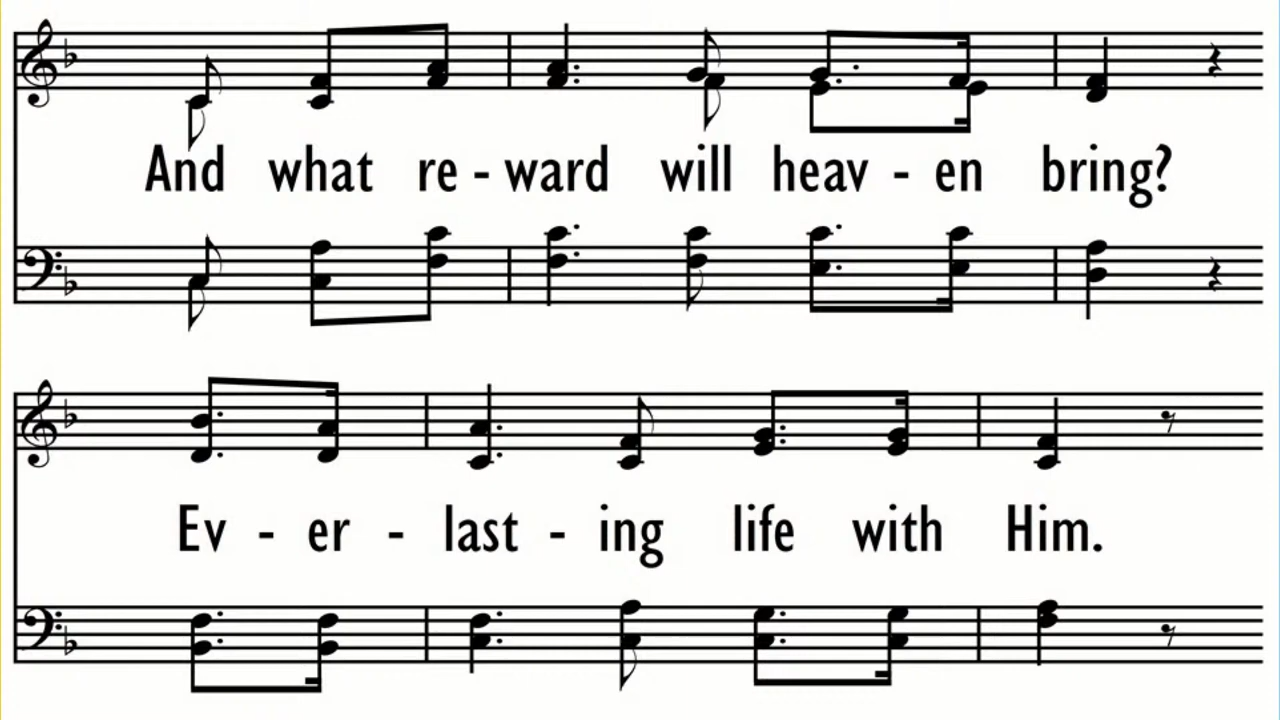 And what re - ward will heav - en bring?
Ev - er - last - ing life with Him.